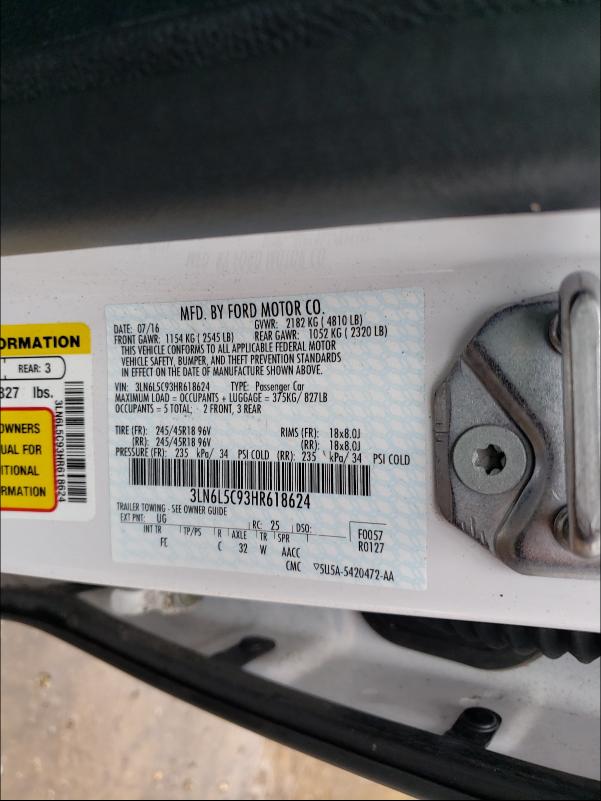 ORMATION
REAR: 3
827 lbs.
OWNERS
UAL FOR
ITIONAL
RMATION
3LN6L5C93HR618624
MFD. BY FORD MOTOR CO.
DATE: 07/16 GVWR: 2182 KG ( 4810 LB)
FRONT GAWR: 1154 KG ( 2545 LB) REAR GAWR: 1052 KG ( 2320 LB)
THIS VEHICLE CONFORMS TO ALL APPLICABLE FEDERAL MOTOR
VEHICLE SAFETY, BUMPER, AND THEFT PREVENTION STANDARDS
IN EFFECT ON THE DATE OF MANUFACTURE SHOWN ABOVE.
VIN: 3LN6L5C93HR618624 TYPE: Passenger Car
MAXIMUM LOAD = OCCUPANTS + LUGGAGE = 375KG/ 827LB
OCCUPANTS = 5 TOTAL; 2 FRONT, 3 REAR
TIRE (FR): 245/45R18 96V RIMS (FR): 18x8.0J
(RR): 245/45R18 96V (RR): 18x8.0J
PRESSURE (FR): 235 kPa/ 34 PSI COLD (RR): 235 kPa/ 34 PSI COLD
3LN6L5C93HR618624
TRAILER TOWING - SEE OWNER GUIDE
EXT PNT: UG RC: 25 DSO: F0057
INT TR TP/PS R AXLE TR SPR R0127
FC C 32 W AACC
CMC ▽5U5A-5420472-AA